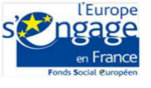 l'Europe
s'engage
en France
Fonds Social Européen